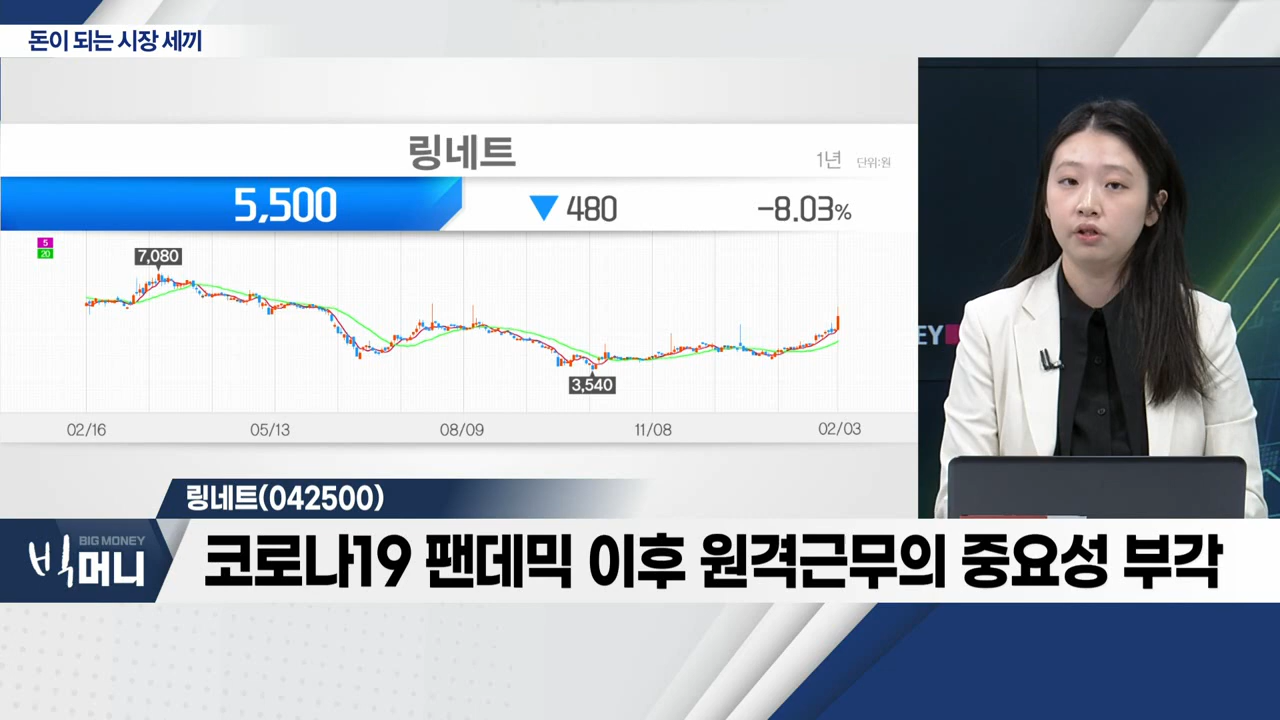 돈이 되는 시장 세끼
링네트
1년 단위:원
5,500 ▼ 480 -8.03%
5
20
7,080
3,540
02/16 05/13 08/09 11/08 02/03
EY
링네트(042500)
BIG MONEY
빅머니
코로나19 팬데믹 이후 원격근무의 중요성 부각